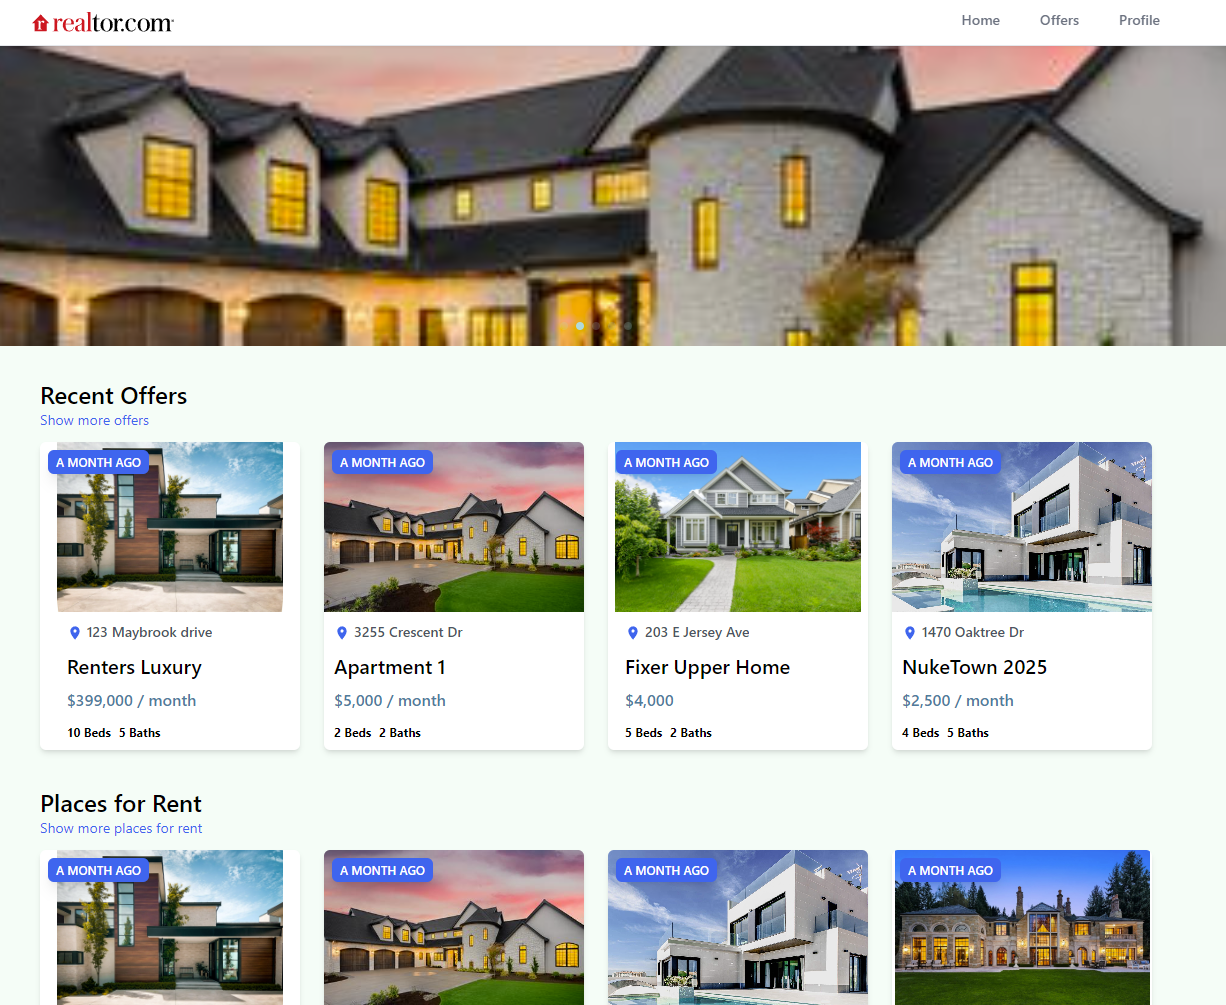 realtor.com
Home
Offers
Profile
Recent Offers
Show more offers
A MONTH AGO
A MONTH AGO
A MONTH AGO
A MONTH AGO
123 Maybrook drive
3255 Crescent Dr
203 E Jersey Ave
1470 Oaktree Dr
Renters Luxury
Apartment 1
Fixer Upper Home
NukeTown 2025
$399,000 / month
$5,000 / month
$4,000
$2,500 / month
10 Beds 5 Baths
2 Beds 2 Baths
5 Beds 2 Baths
4 Beds 5 Baths
Places for Rent
Show more places for rent
A MONTH AGO
A MONTH AGO
A MONTH AGO
A MONTH AGO